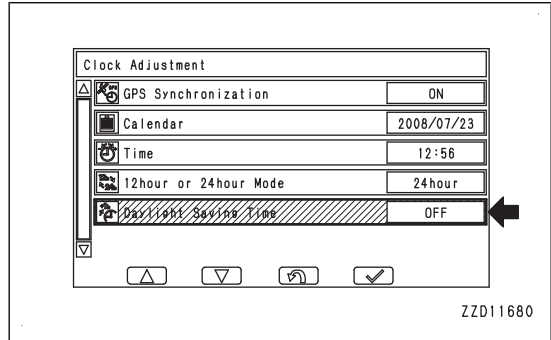 Clock Adjustment
GPS Synchronization ON
Calendar 2008/07/23
Time 12:56
12hour or 24hour Mode 24hour
Daylight Saving Time OFF
ZZD11680